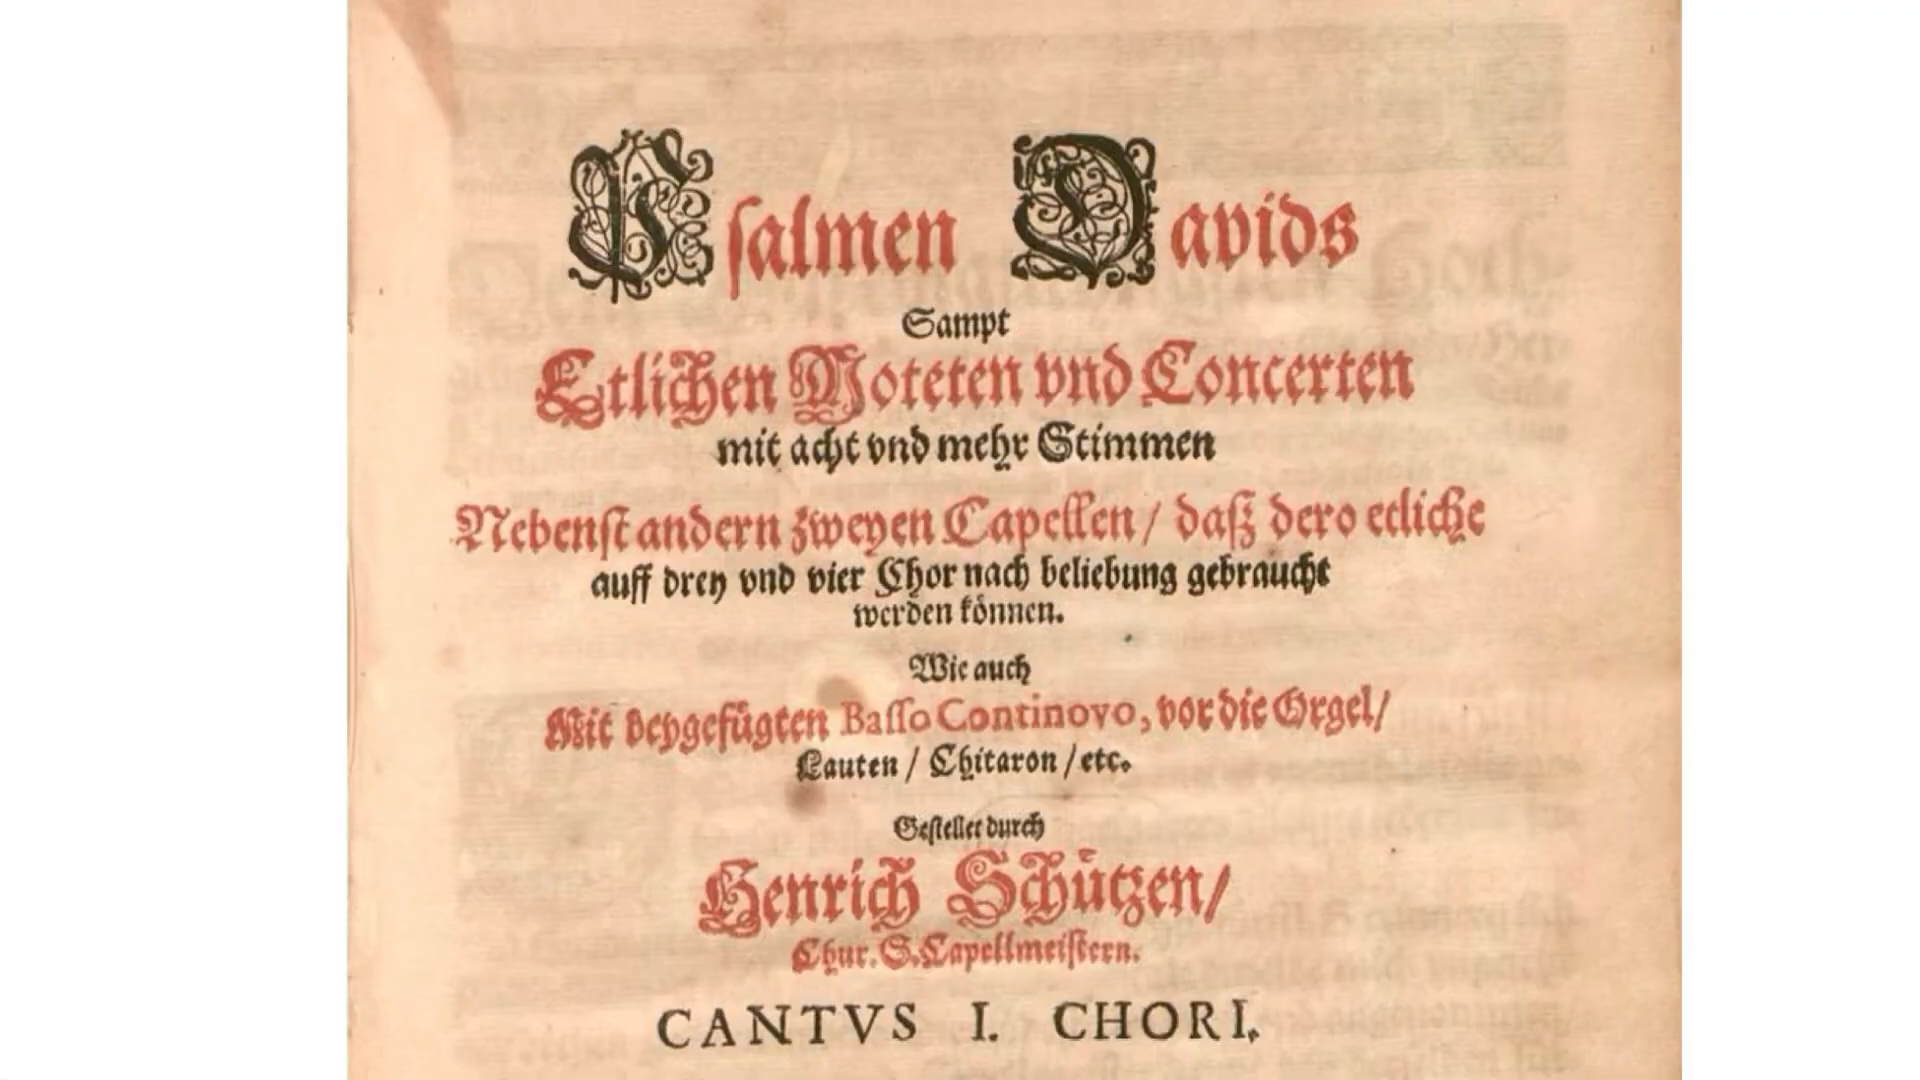 Psalmen Davids
Sampt
Etlichen Moteten vnd Concerten
mit acht vnd mehr Stimmen
Nebenst andern zweyen Capellen / daß dero etliche
auff drey vnd vier Chor nach beliebung gebraucht
werden können.
Wie auch
Mit beygefügten Basso Continovo, vor die Orgel /
Lauten / Chitaron / etc.
Gestellet durch
Henrich Schützen /
Chur. S. Capellmeistern.
CANTVS I. CHORI.